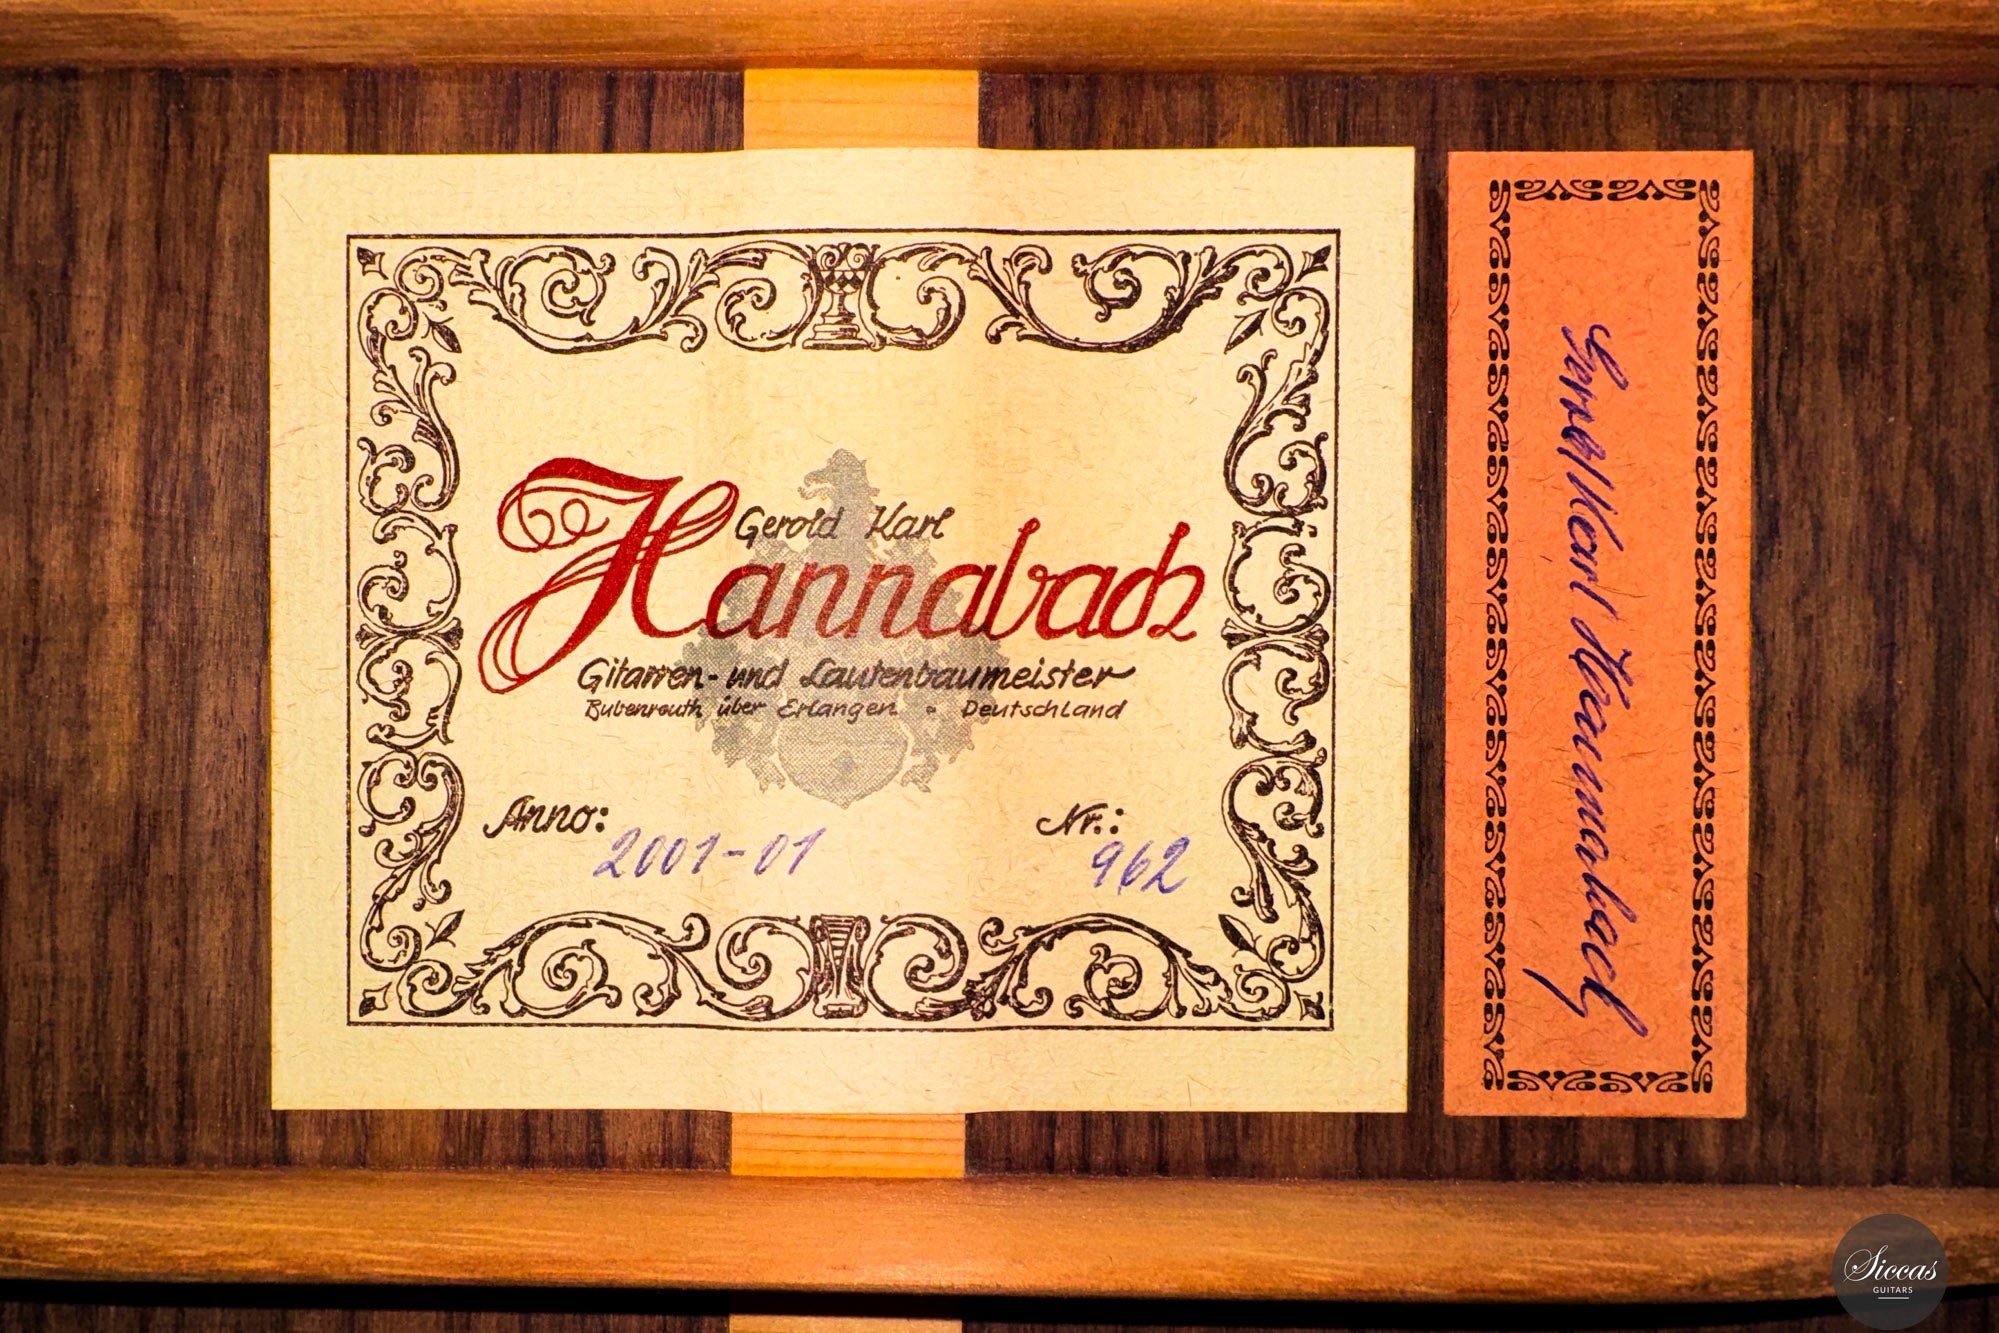 Gerold Karl
Hannabach
Gitarren- und Lautenbaumeister
Bubenreuth über Erlangen - Deutschland
Anno:
2001-01
Nr.:
962
Gerold Karl Hannabach
Siccas
GUITARS